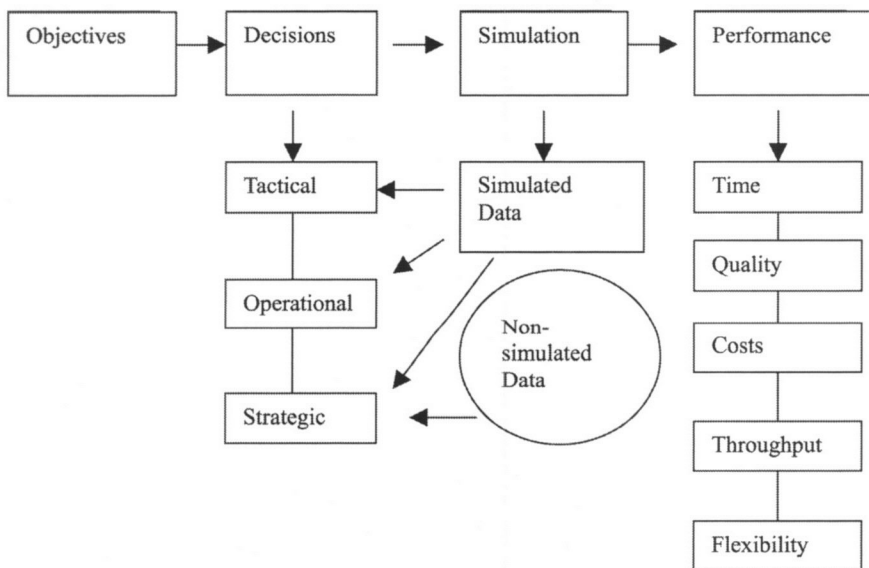 Objectives
Decisions
Simulation
Performance
Tactical
Simulated
Data
Time
Quality
Operational
Non-
simulated
Data
Costs
Strategic
Throughput
Flexibility